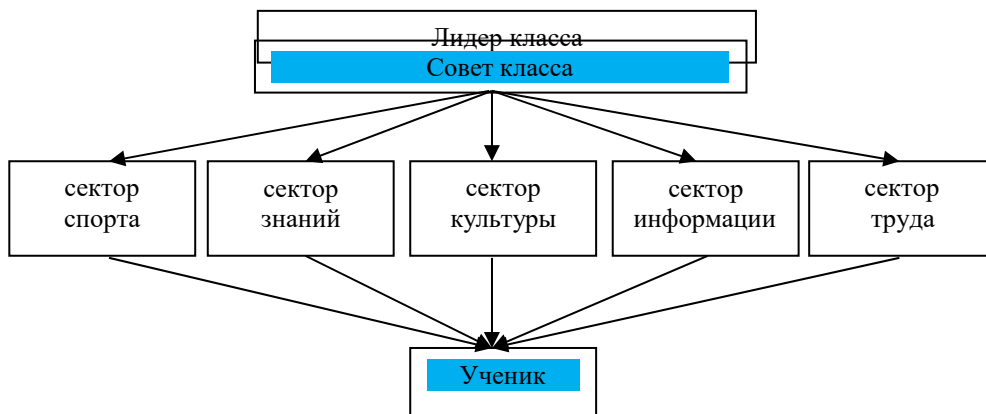 Лидер класса
Совет класса
сектор
спорта
сектор
знаний
сектор
культуры
сектор
информации
сектор
труда
Ученик